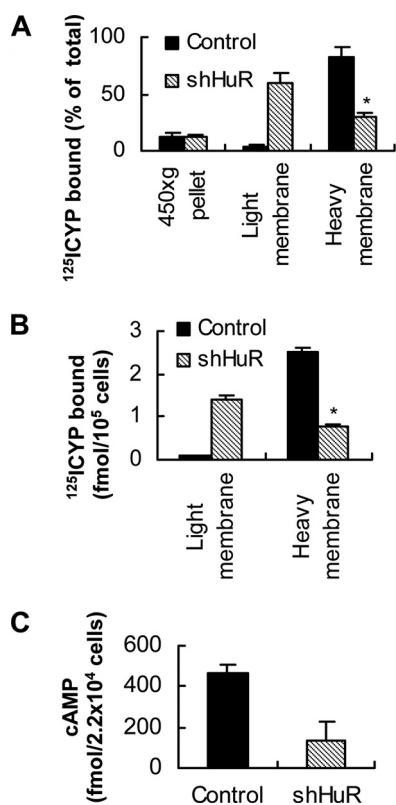 A
¹²⁵ICYP bound (% of total)
100
50
0
Control
shHuR
*
450xg
pellet
Light
membrane
Heavy
membrane
B
¹²⁵ICYP bound
(fmol/10⁵ cells)
3
2
1
0
Control
shHuR
*
Light
membrane
Heavy
membrane
C
cAMP
(fmol/2.2x10⁴ cells)
600
400
200
0
Control
shHuR